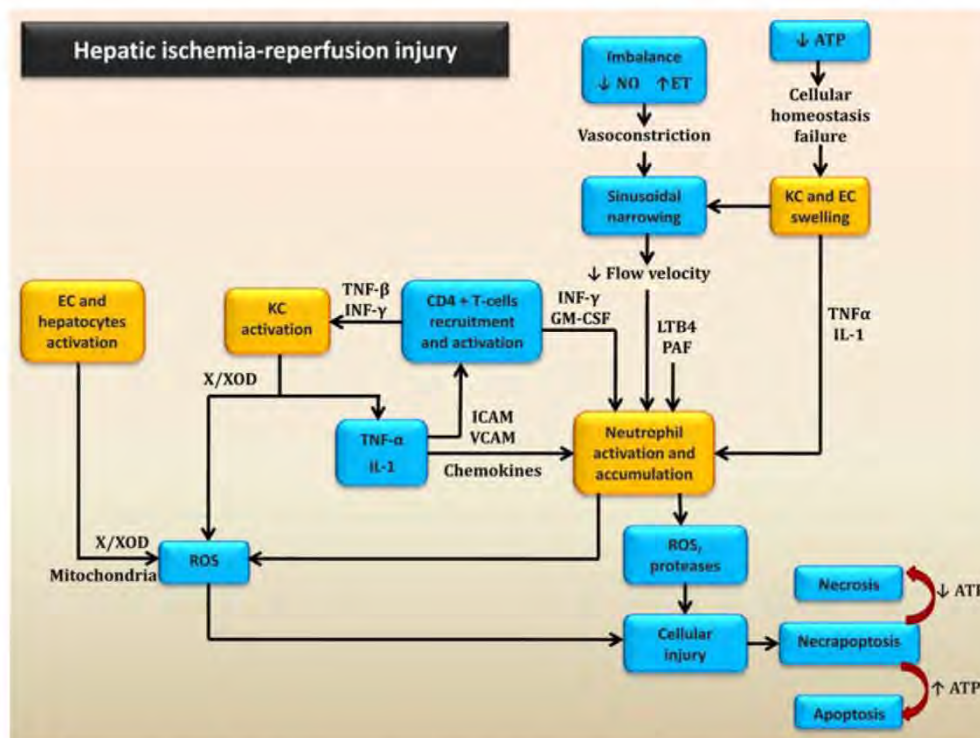 Hepatic ischemia-reperfusion injury
Imbalance
↓ NO ↑ET
↓ ATP
Vasoconstriction
Cellular
homeostasis
failure
Sinusoidal
narrowing
KC and EC
swelling
↓ Flow velocity
EC and
hepatocytes
activation
KC
activation
TNF-β
INF-γ
CD4 + T-cells
recruitment
and activation
INF-γ
GM-CSF
LTB4
PAF
TNFα
IL-1
X/XOD
TNF-α
IL-1
ICAM
VCAM
Chemokines
Neutrophil
activation and
accumulation
X/XOD
Mitochondria
ROS
ROS,
proteases
Cellular
injury
Necrosis
↓ ATP
Necrapoptosis
↑ ATP
Apoptosis